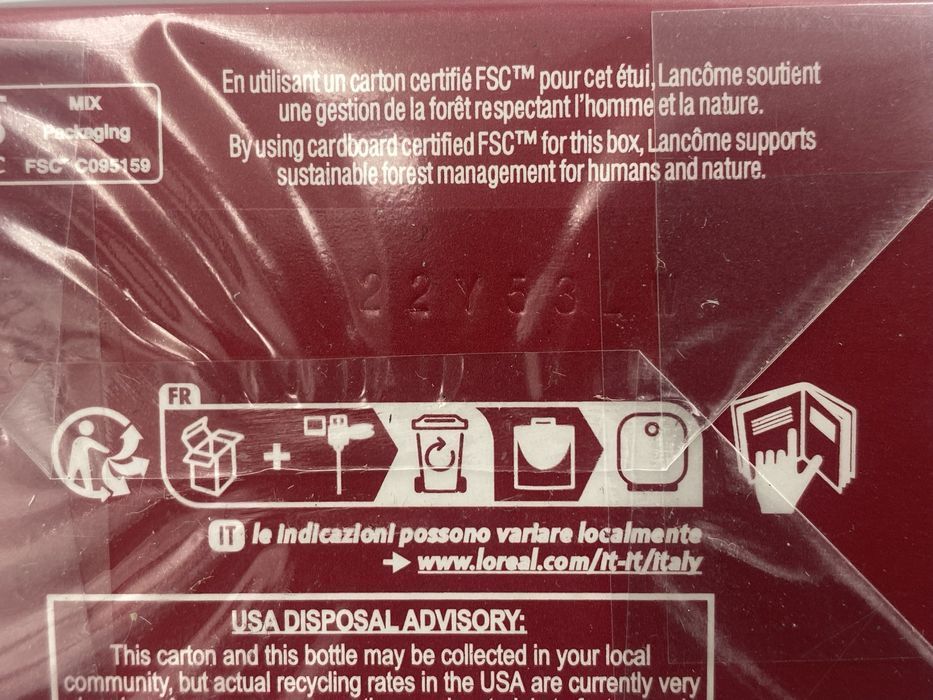 En utilisant un carton certifié FSC™ pour cet étui, Lancôme soutient
une gestion de la forêt respectant l'homme et la nature.
By using cardboard certified FSC™ for this box, Lancôme supports
sustainable forest management for humans and nature.
MIX
Packaging
FSC™ C095159
22Y53L
FR
IT le indicazioni possono variare localmente
→ www.loreal.com/it-it/italy
USA DISPOSAL ADVISORY:
This carton and this bottle may be collected in your local
community, but actual recycling rates in the USA are currently very